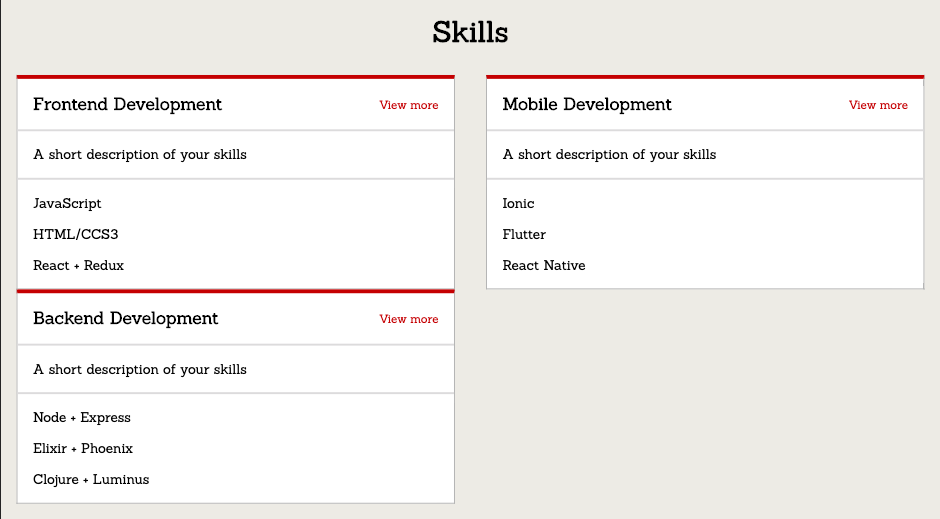 Skills
Frontend Development View more
A short description of your skills
JavaScript
HTML/CCS3
React + Redux
Mobile Development View more
A short description of your skills
Ionic
Flutter
React Native
Backend Development View more
A short description of your skills
Node + Express
Elixir + Phoenix
Clojure + Luminus